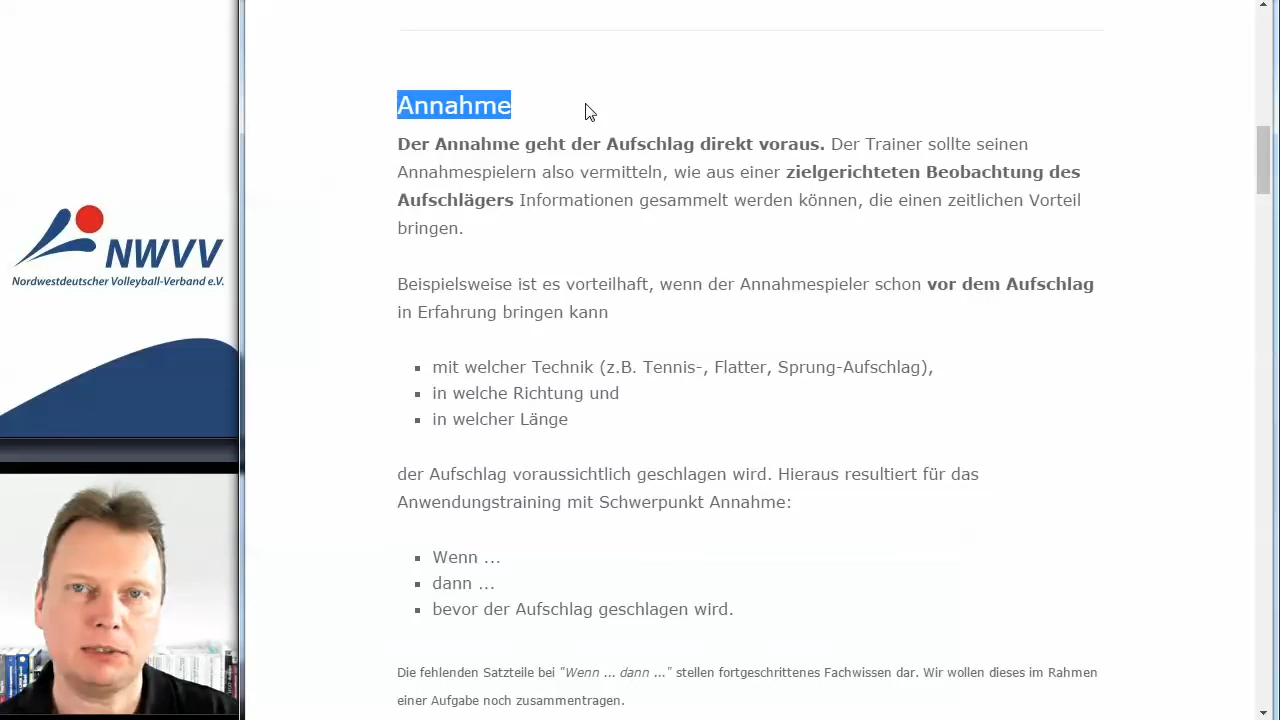 Annahme
Der Annahme geht der Aufschlag direkt voraus. Der Trainer sollte seinen
Annahmespielern also vermitteln, wie aus einer zielgerichteten Beobachtung des
Aufschlägers Informationen gesammelt werden können, die einen zeitlichen Vorteil
bringen.
Beispielsweise ist es vorteilhaft, wenn der Annahmespieler schon vor dem Aufschlag
in Erfahrung bringen kann
▪ mit welcher Technik (z.B. Tennis-, Flatter, Sprung-Aufschlag),
▪ in welche Richtung und
▪ in welcher Länge
der Aufschlag voraussichtlich geschlagen wird. Hieraus resultiert für das
Anwendungstraining mit Schwerpunkt Annahme:
▪ Wenn ...
▪ dann ...
▪ bevor der Aufschlag geschlagen wird.
Die fehlenden Satzteile bei "Wenn ... dann ..." stellen fortgeschrittenes Fachwissen dar. Wir wollen dieses im Rahmen
einer Aufgabe noch zusammentragen.
NWVV
Nordwestdeutscher Volleyball-Verband e.V.